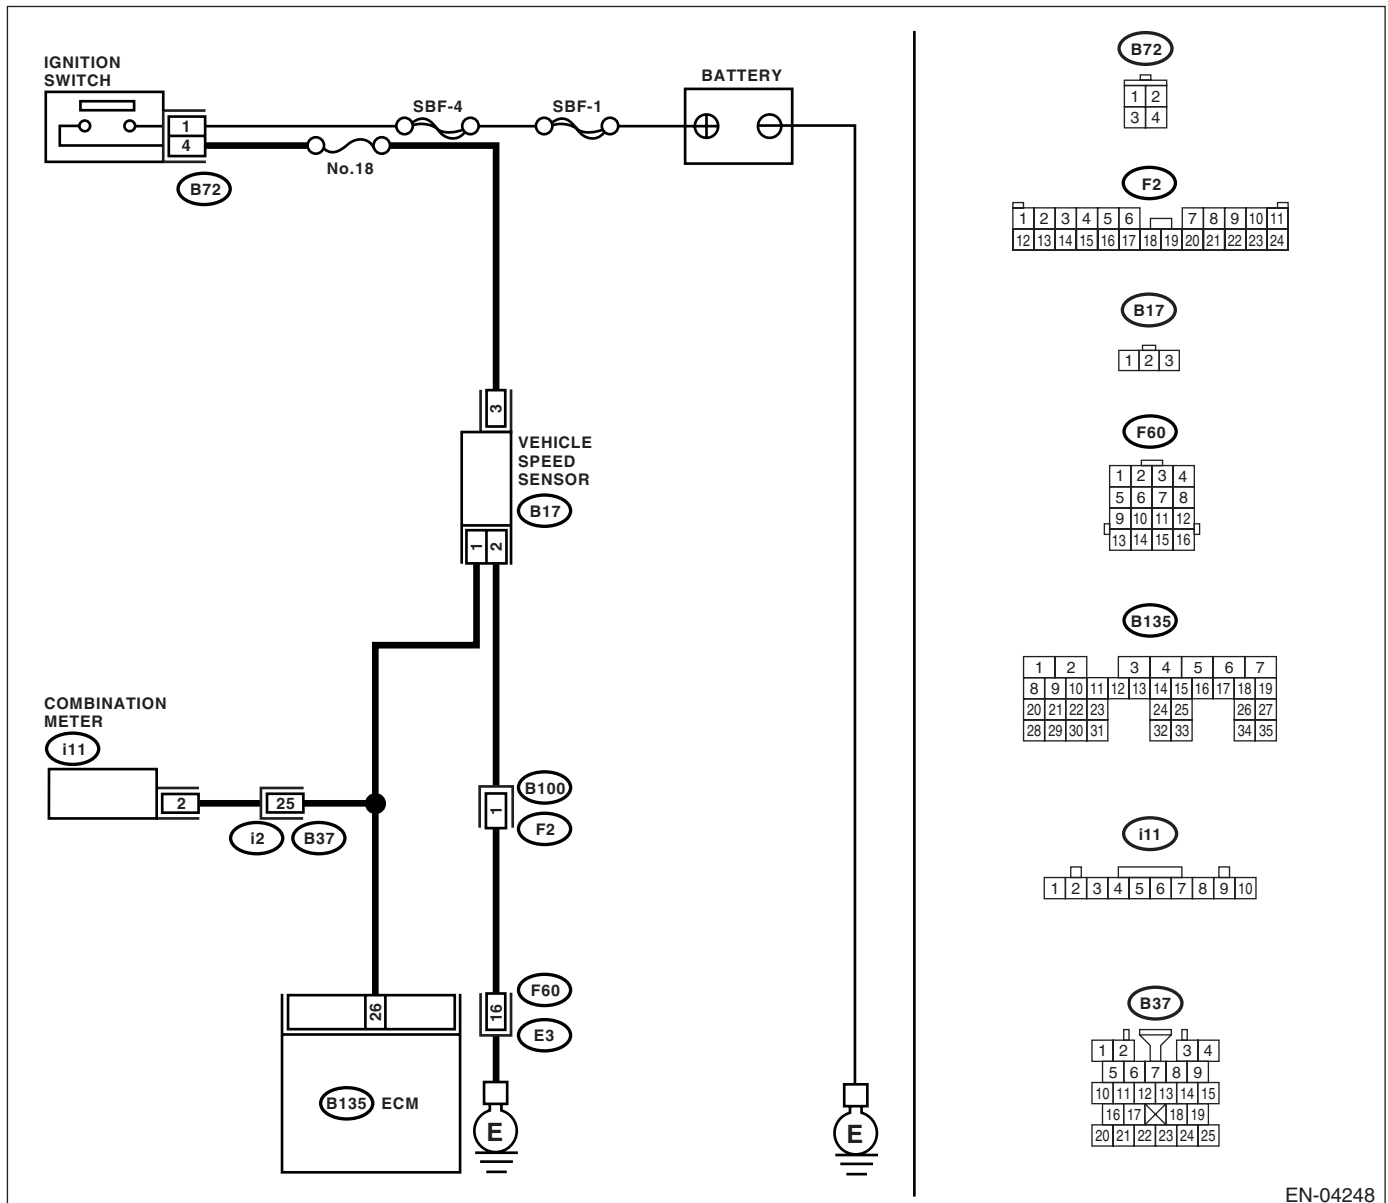 IGNITION
SWITCH
1
4
B72
SBF-4
SBF-1
No.18
BATTERY
3
VEHICLE
SPEED
SENSOR
B17
1 2
COMBINATION
METER
i11
2
25
i2
B37
1
B100
F2
26
16
F60
E3
B135 ECM
E
E
B72
1 2
3 4
F2
1 2 3 4 5 6 7 8 9 10 11
12 13 14 15 16 17 18 19 20 21 22 23 24
B17
1 2 3
F60
1 2 3 4
5 6 7 8
9 10 11 12
13 14 15 16
B135
1 2 3 4 5 6 7
8 9 10 11 12 13 14 15 16 17 18 19
20 21 22 23 24 25 26 27
28 29 30 31 32 33 34 35
i11
1 2 3 4 5 6 7 8 9 10
B37
1 2 3 4
5 6 7 8 9
10 11 12 13 14 15
16 17 18 19
20 21 22 23 24 25
EN-04248